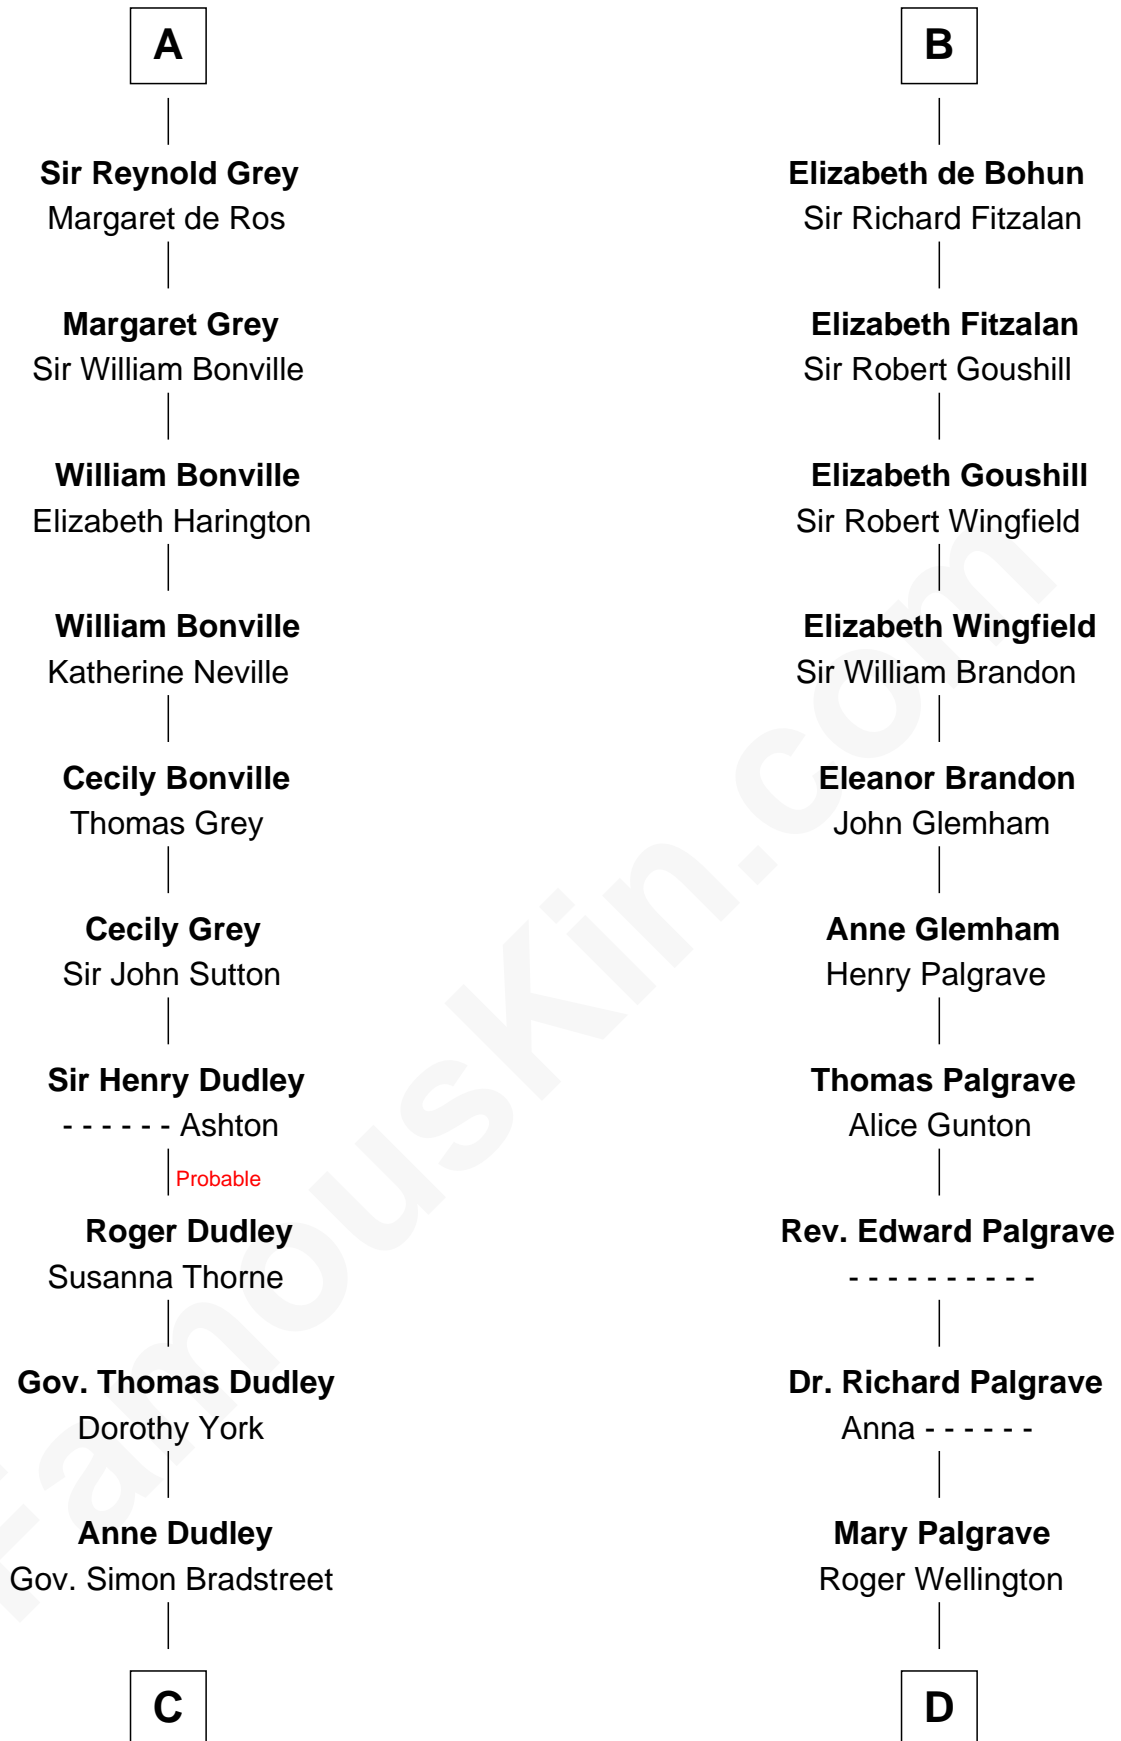 A
Sir Reynold Grey
Margaret de Ros
Margaret Grey
Sir William Bonville
William Bonville
Elizabeth Harington
William Bonville
Katherine Neville
Cecily Bonville
Thomas Grey
Cecily Grey
Sir John Sutton
Sir Henry Dudley
- - - - - - Ashton
Probable
Roger Dudley
Susanna Thorne
Gov. Thomas Dudley
Dorothy York
Anne Dudley
Gov. Simon Bradstreet
C
B
Elizabeth de Bohun
Sir Richard Fitzalan
Elizabeth Fitzalan
Sir Robert Goushill
Elizabeth Goushill
Sir Robert Wingfield
Elizabeth Wingfield
Sir William Brandon
Eleanor Brandon
John Glemham
Anne Glemham
Henry Palgrave
Thomas Palgrave
Alice Gunton
Rev. Edward Palgrave
- - - - - - - - - -
Dr. Richard Palgrave
Anna - - - - - -
Mary Palgrave
Roger Wellington
D
FamousKin.com